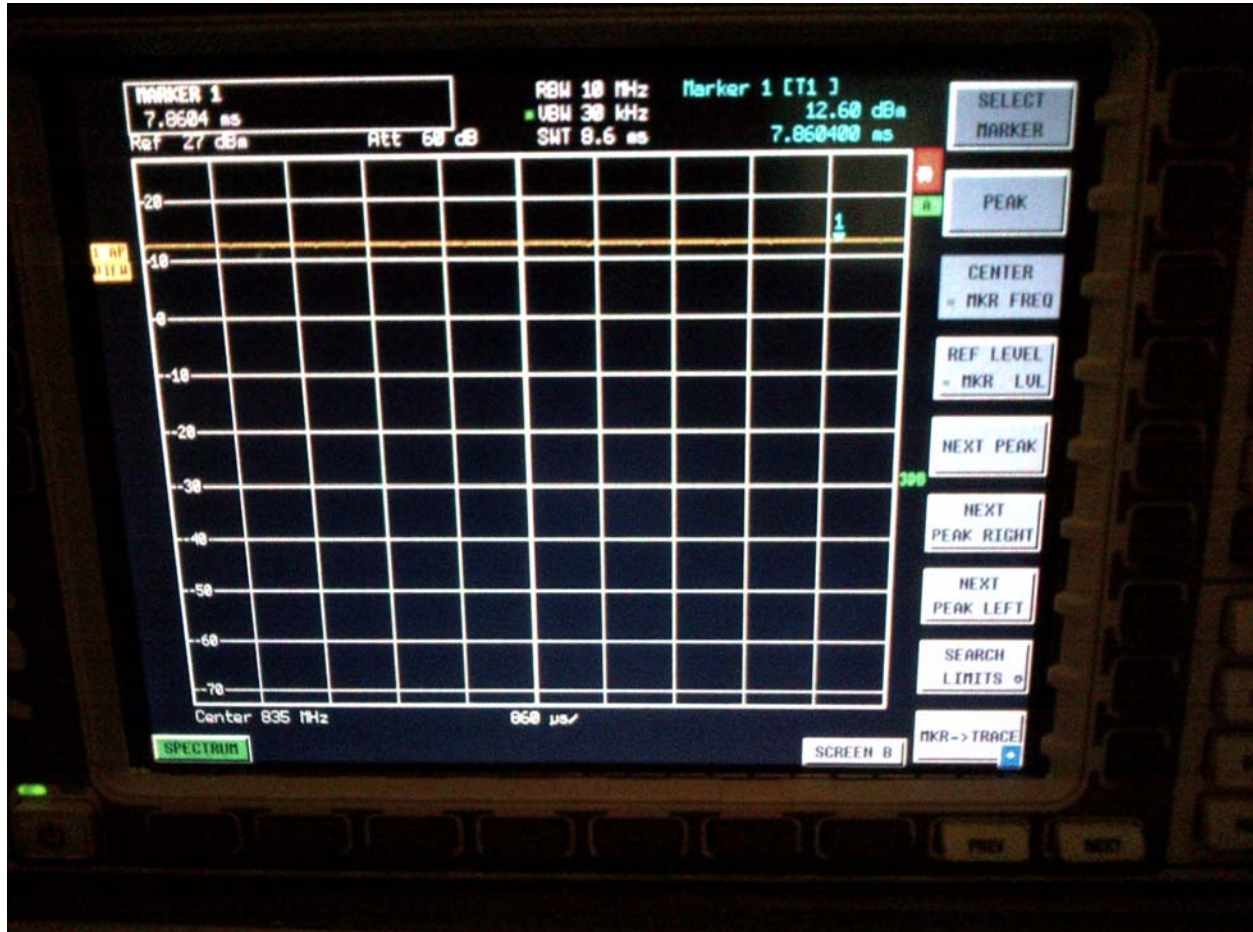 MARKER 1
7.8604 ms
Ref 27 dBm
Att 60 dB
RBW 10 MHz
VBW 30 kHz
SWT 8.6 ms
Marker 1 [T1 ]
12.60 dBm
7.860400 ms
20
10
0
-10
-20
-30
-40
-50
-60
-70
1
1 AP
VIEW
A
3DB
Center 835 MHz
860 µs/
SPECTRUM
SCREEN B
SELECT
MARKER
PEAK
CENTER
= MKR FREQ
REF LEVEL
= MKR LVL
NEXT PEAK
NEXT
PEAK RIGHT
NEXT
PEAK LEFT
SEARCH
LIMITS
MKR->TRACE
PREV
NEXT